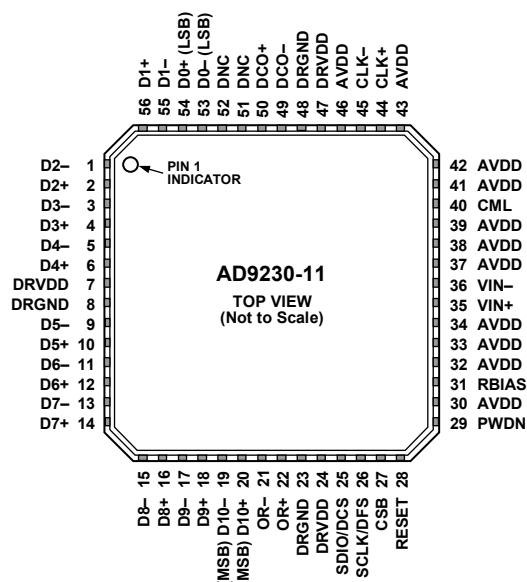 56 D1+
55 D1–
54 D0+ (LSB)
53 D0– (LSB)
52 DNC
51 DNC
50 DCO+
49 DCO–
48 DRGND
47 DRVDD
46 AVDD
45 CLK–
44 CLK+
43 AVDD
D2– 1
D2+ 2
D3– 3
D3+ 4
D4– 5
D4+ 6
DRVDD 7
DRGND 8
D5– 9
D5+ 10
D6– 11
D6+ 12
D7– 13
D7+ 14
PIN 1
INDICATOR
AD9230-11
TOP VIEW
(Not to Scale)
42 AVDD
41 AVDD
40 CML
39 AVDD
38 AVDD
37 AVDD
36 VIN–
35 VIN+
34 AVDD
33 AVDD
32 AVDD
31 RBIAS
30 AVDD
29 PWDN
D8– 15
D8+ 16
D9– 17
D9+ 18
MSB) D10– 19
MSB) D10+ 20
OR– 21
OR+ 22
DRGND 23
DRVDD 24
SDIO/DCS 25
SCLK/DFS 26
CSB 27
RESET 28